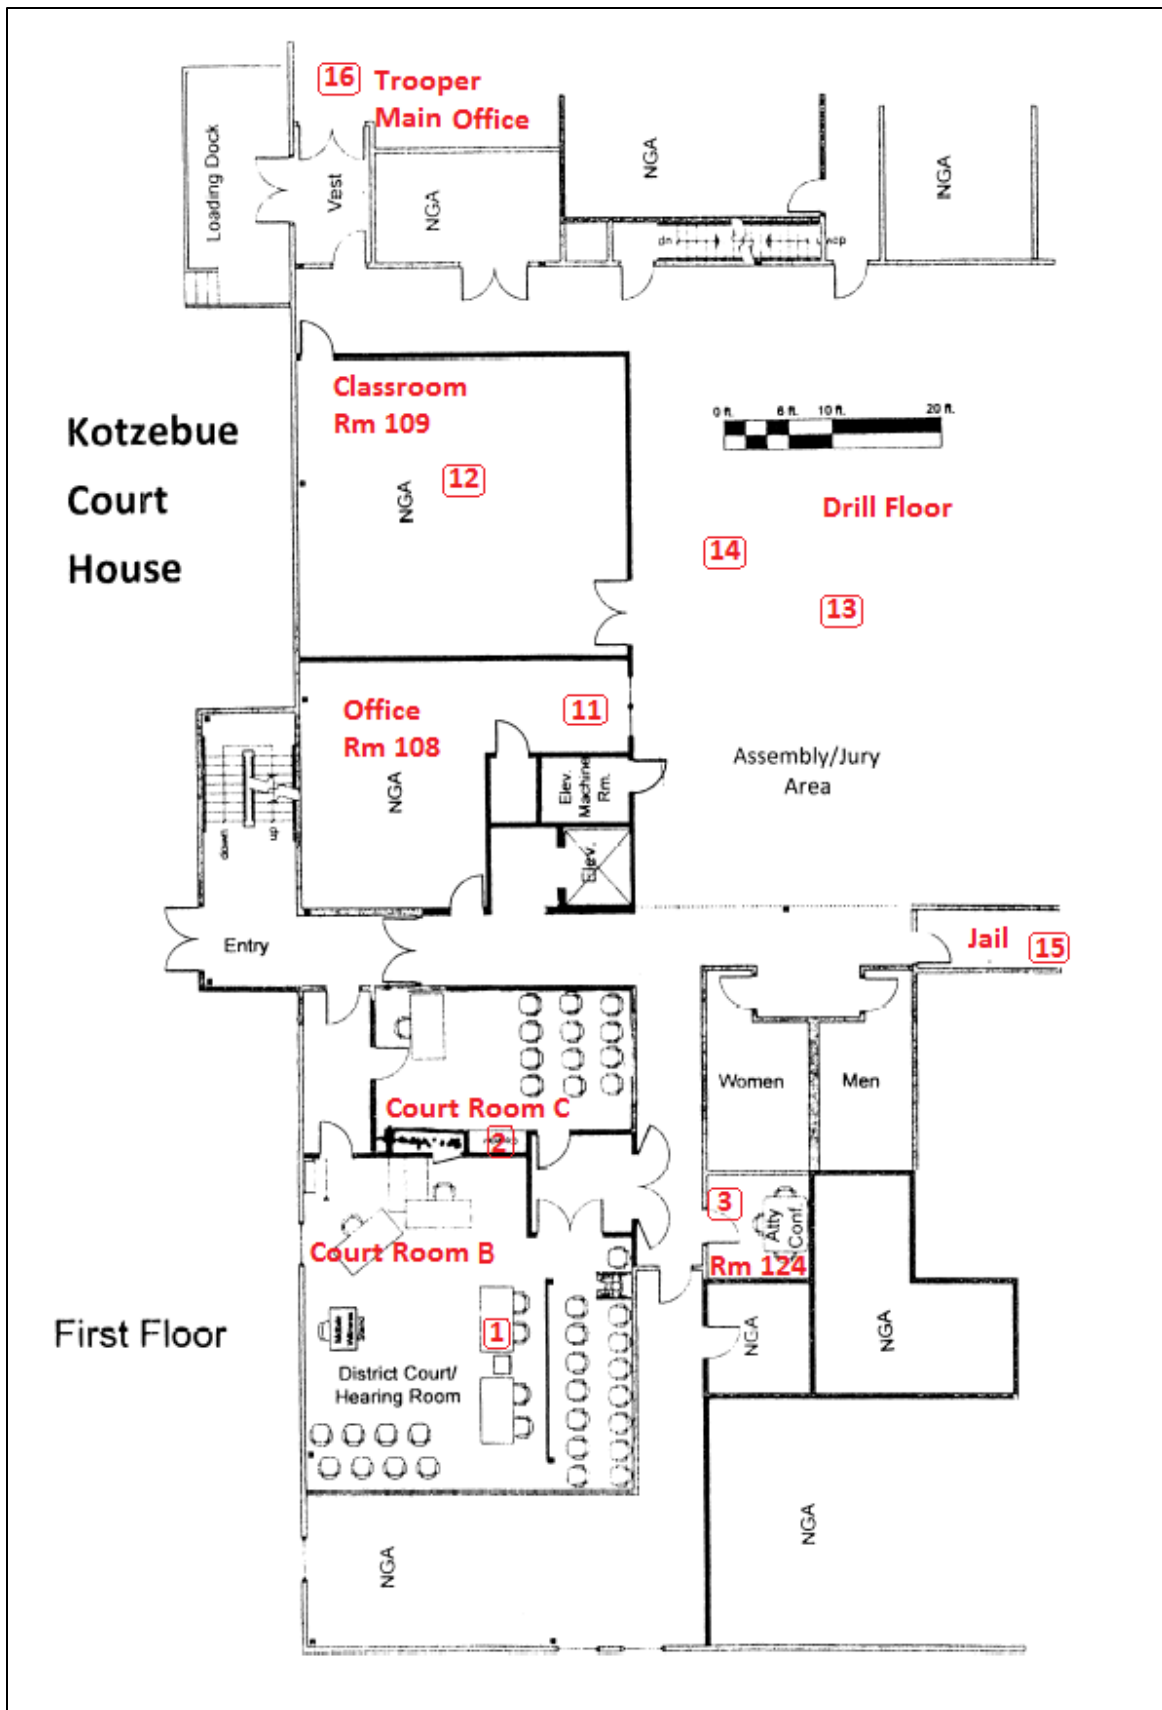 16 Trooper
Main Office
Loading Dock
Vest
NGA
NGA
NGA
dn
Classroom
Rm 109
12
NGA
Kotzebue
Court
House
0 ft. 6 ft. 10 ft. 20 ft.
Drill Floor
14
13
Office
Rm 108
11
NGA
Elev.
Machine
Rm.
Assembly/Jury
Area
down
up
Elev.
Entry
Jail 15
Women
Men
Court Room C
2
3
Atty
Conf.
Rm 124
Court Room B
1
Mobile
Witness
Stand
First Floor
District Court/
Hearing Room
NGA
NGA
NGA
NGA